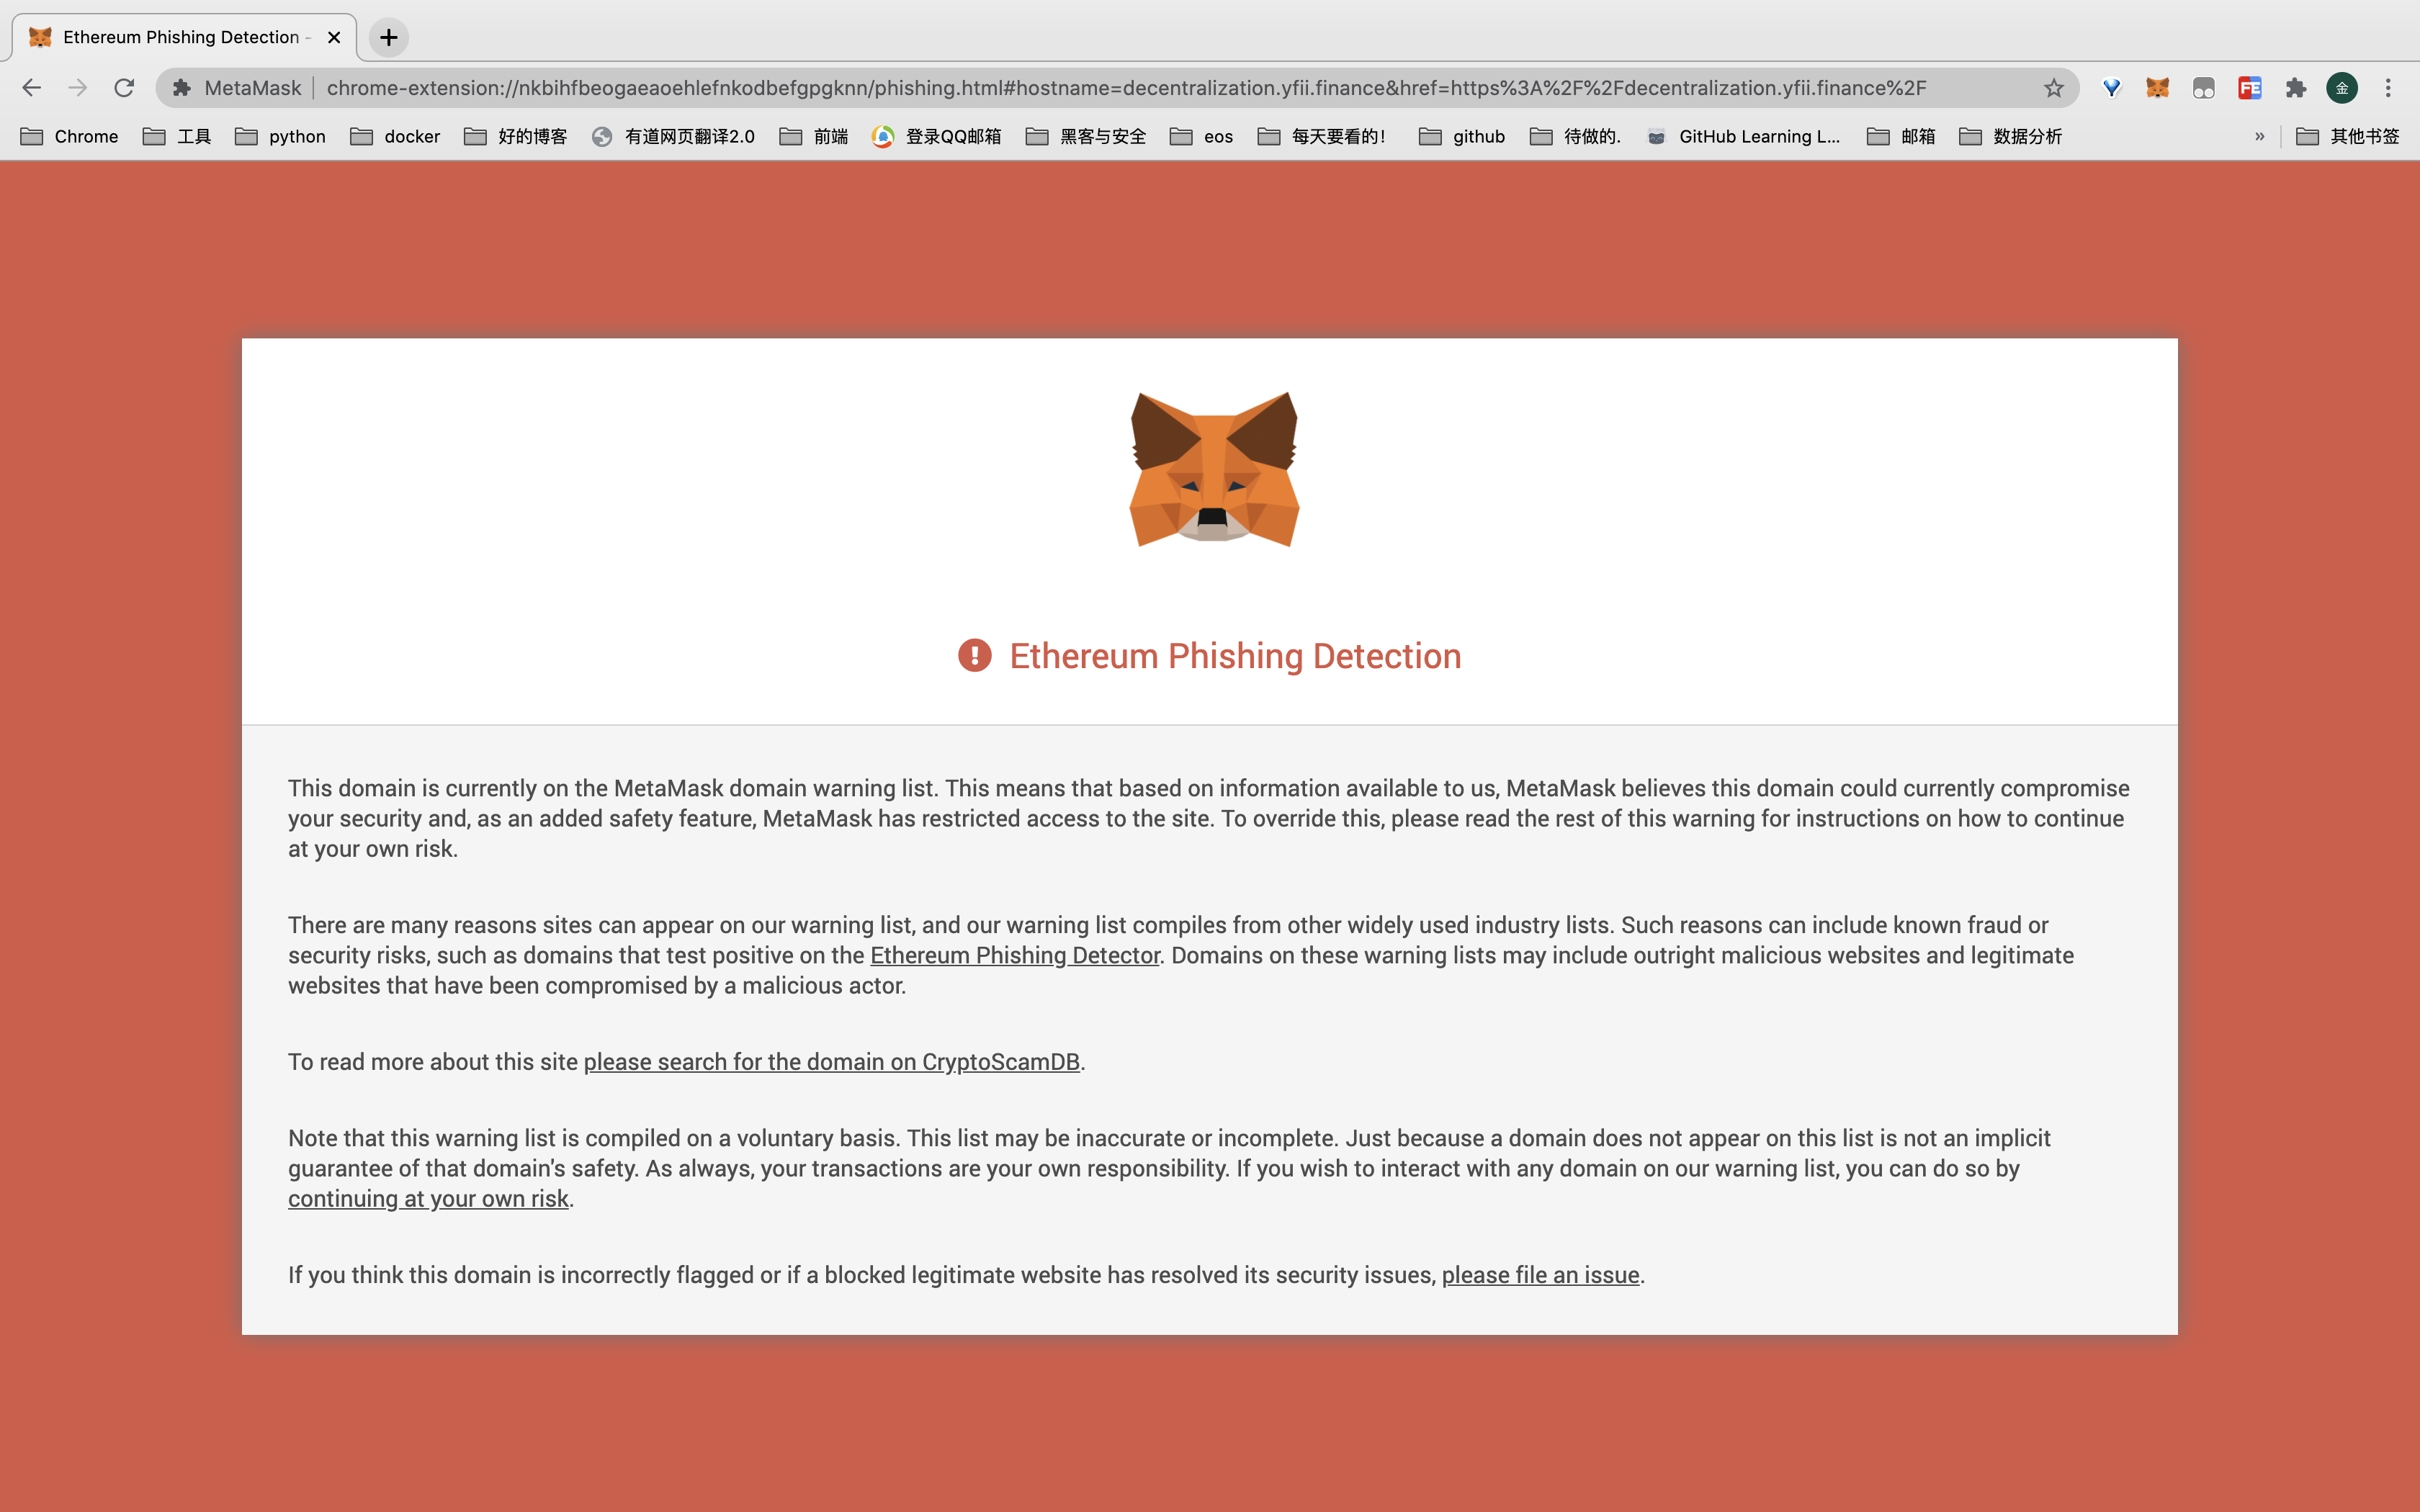 Ethereum Phishing Detection -
MetaMask
chrome-extension://nkbihfbeogaeaoehlefnkodbefgpgknn/phishing.html#hostname=decentralization.yfii.finance&href=https%3A%2F%2Fdecentralization.yfii.finance%2F
FE
金
Chrome
工具
python
docker
好的博客
有道网页翻译2.0
前端
登录QQ邮箱
黑客与安全
eos
每天要看的！
github
待做的.
GitHub Learning L...
邮箱
数据分析
»
其他书签
Ethereum Phishing Detection
This domain is currently on the MetaMask domain warning list. This means that based on information available to us, MetaMask believes this domain could currently compromise
your security and, as an added safety feature, MetaMask has restricted access to the site. To override this, please read the rest of this warning for instructions on how to continue
at your own risk.
There are many reasons sites can appear on our warning list, and our warning list compiles from other widely used industry lists. Such reasons can include known fraud or
security risks, such as domains that test positive on the Ethereum Phishing Detector. Domains on these warning lists may include outright malicious websites and legitimate
websites that have been compromised by a malicious actor.
To read more about this site please search for the domain on CryptoScamDB.
Note that this warning list is compiled on a voluntary basis. This list may be inaccurate or incomplete. Just because a domain does not appear on this list is not an implicit
guarantee of that domain's safety. As always, your transactions are your own responsibility. If you wish to interact with any domain on our warning list, you can do so by
continuing at your own risk.
If you think this domain is incorrectly flagged or if a blocked legitimate website has resolved its security issues, please file an issue.